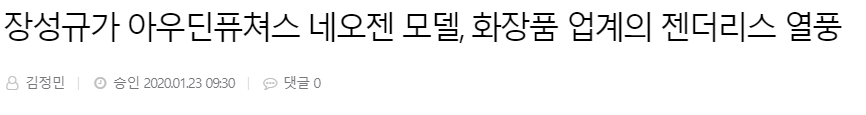 장성규가 아우딘퓨쳐스 네오젠 모델, 화장품 업계의 젠더리스 열풍
김정민 | 승인 2020.01.23 09:30 | 댓글 0